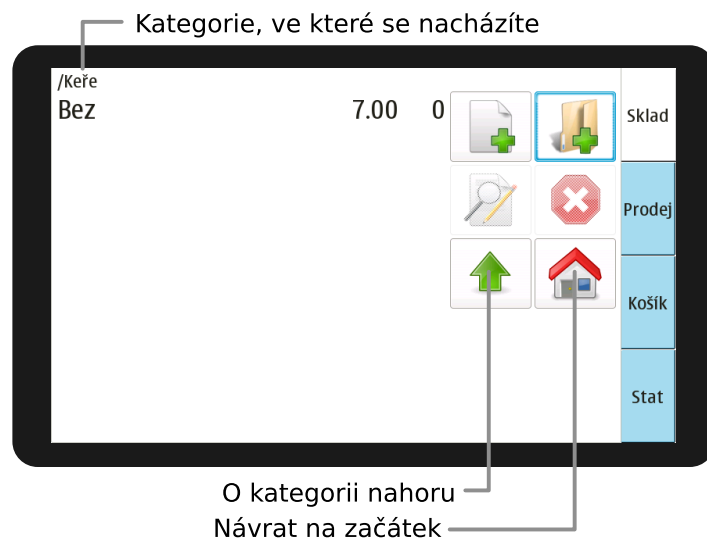 Kategorie, ve které se nacházíte
/Keře
Bez 7.00 0
Sklad
Prodej
Košík
Stat
O kategorii nahoru
Návrat na začátek